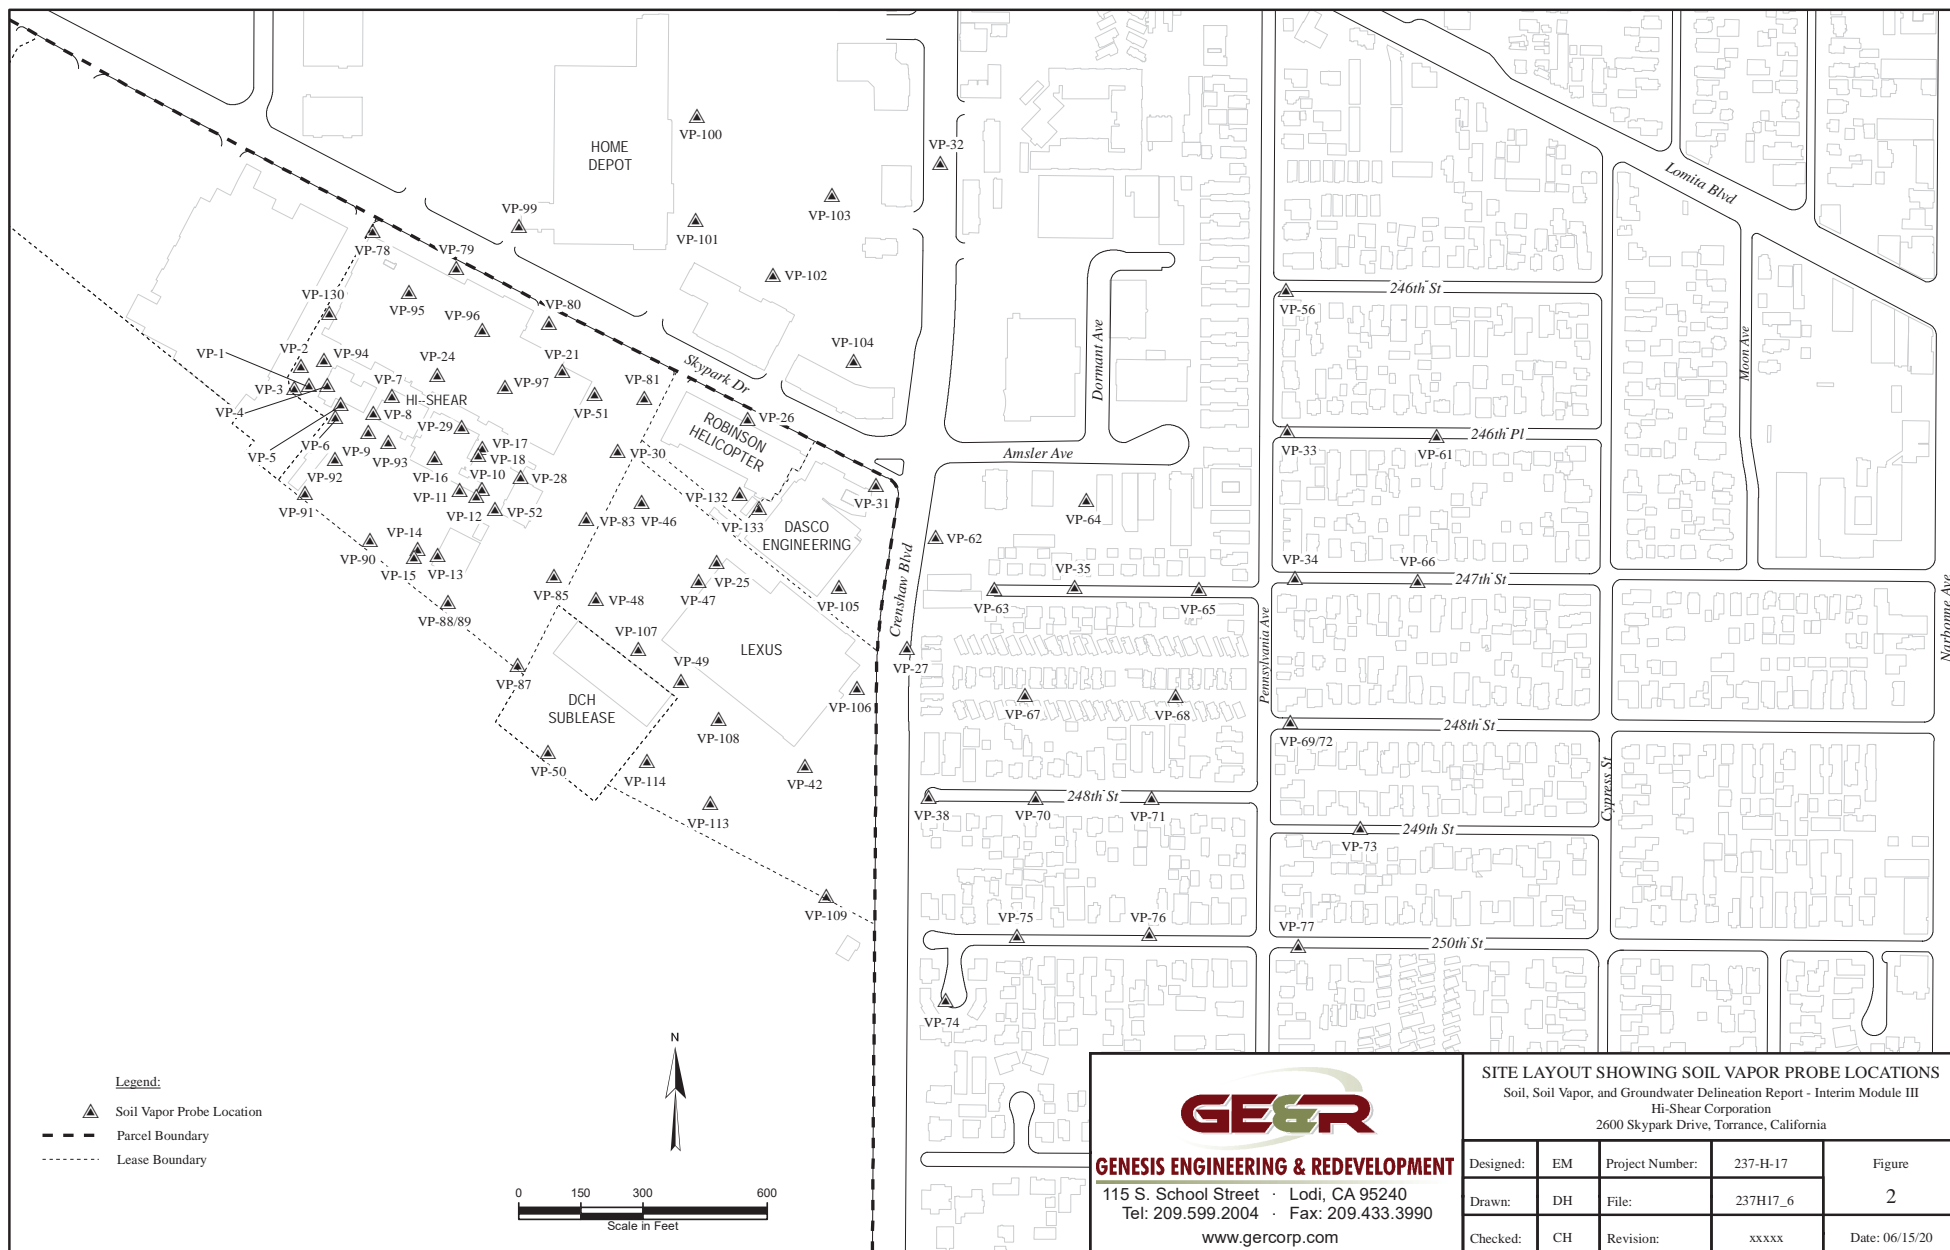 VP-100
HOME
DEPOT
VP-32
Lomita Blvd
VP-99
VP-103
VP-101
VP-78
VP-79
VP-102
VP-130
VP-95
VP-80
246th St
VP-56
VP-96
Dormant Ave
Moon Ave
VP-1
VP-2
VP-94
VP-24
VP-21
VP-104
Skypark Dr
VP-3
VP-7
VP-97
VP-81
VP-4
HI-SHEAR
VP-51
VP-8
VP-26
ROBINSON
HELICOPTER
VP-29
246th Pl
VP-33
VP-61
VP-6
VP-9
VP-17
VP-5
VP-93
VP-18
VP-30
Amsler Ave
VP-92
VP-16
VP-10
VP-28
VP-11
VP-132
VP-31
VP-91
VP-12
VP-52
VP-83
VP-46
VP-133
VP-64
DASCO
ENGINEERING
VP-14
VP-62
VP-90
VP-15
VP-13
VP-34
VP-66
247th St
VP-35
VP-85
VP-25
VP-47
VP-105
VP-63
VP-65
Narbonne Ave
Crenshaw Blvd
VP-88/89
VP-48
VP-107
LEXUS
VP-27
Pennsylvania Ave
VP-49
VP-87
DCH
SUBLEASE
VP-106
VP-67
VP-68
248th St
VP-108
VP-69/72
VP-50
VP-114
VP-42
Cypress St
248th St
VP-38
VP-70
VP-71
VP-113
249th St
VP-73
VP-109
VP-75
VP-76
VP-77
250th St
VP-74
N
Legend:
Soil Vapor Probe Location
Parcel Boundary
Lease Boundary
0 150 300 600
Scale in Feet
GE&R
GENESIS ENGINEERING & REDEVELOPMENT
115 S. School Street · Lodi, CA 95240
Tel: 209.599.2004 · Fax: 209.433.3990
www.gercorp.com
SITE LAYOUT SHOWING SOIL VAPOR PROBE LOCATIONS
Soil, Soil Vapor, and Groundwater Delineation Report - Interim Module III
Hi-Shear Corporation
2600 Skypark Drive, Torrance, California
Designed: EM Project Number: 237-H-17 Figure
Drawn: DH File: 237H17_6 2
Checked: CH Revision: xxxxx Date: 06/15/20